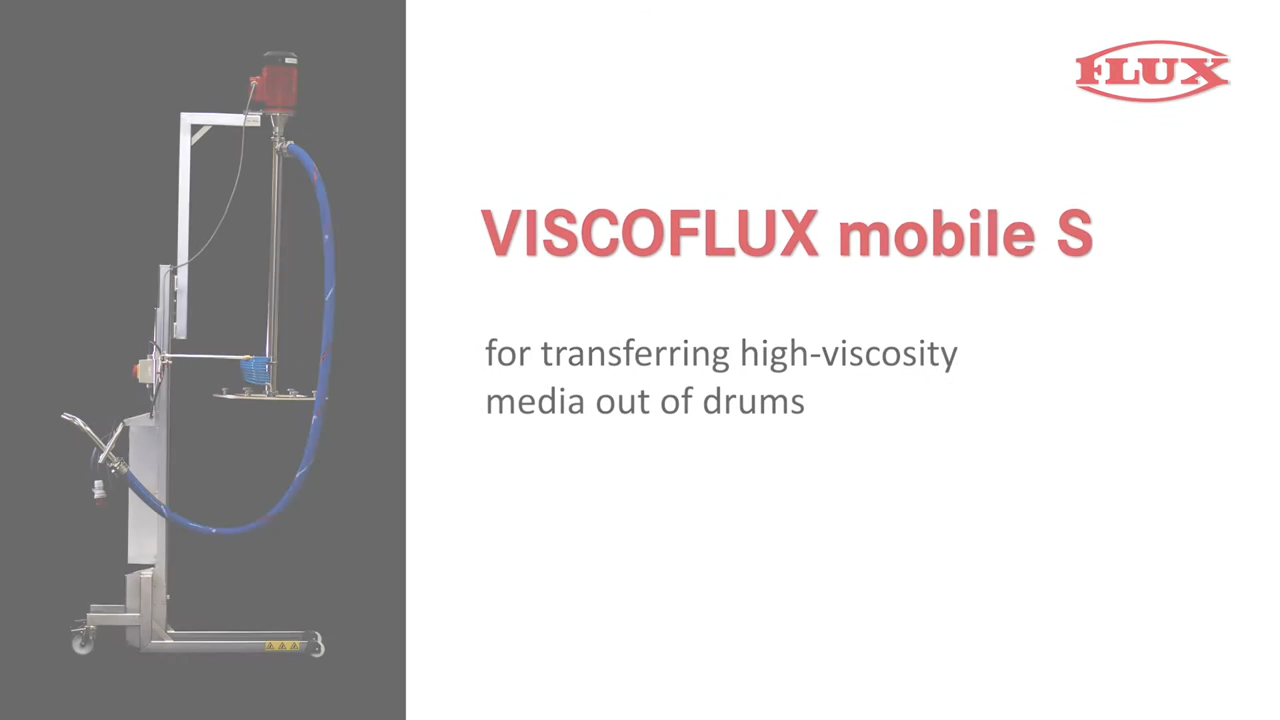 FLUX
VISCOFLUX mobile S
for transferring high-viscosity
media out of drums